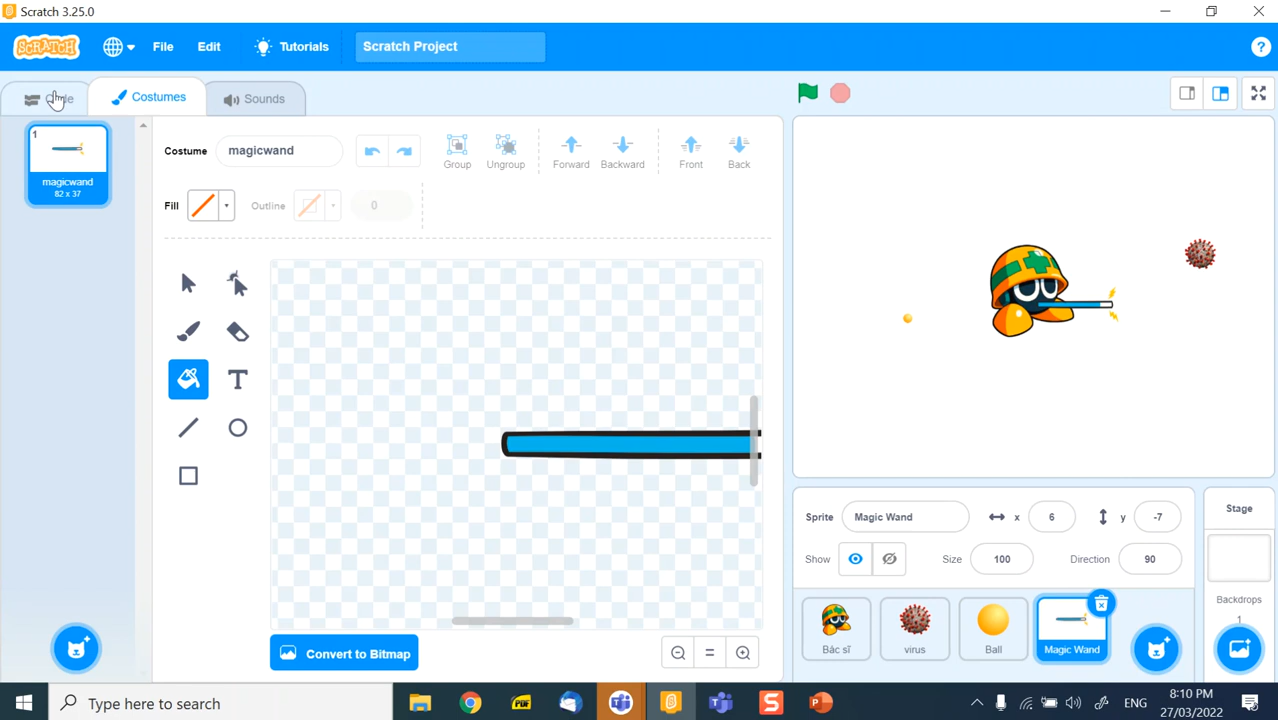 Scratch 3.25.0
SCRATCH File Edit Tutorials Scratch Project ?
Costumes Sounds
1
magicwand
82 x 37
Costume magicwand Group Ungroup Forward Backward Front Back
Fill Outline 0
T
Convert to Bitmap
Sprite Magic Wand x 6 y -7
Show Size 100 Direction 90
Bác sĩ virus Ball Magic Wand
Stage
Backdrops
1
Type here to search
PDF
S
P
ENG
8:10 PM
27/03/2022